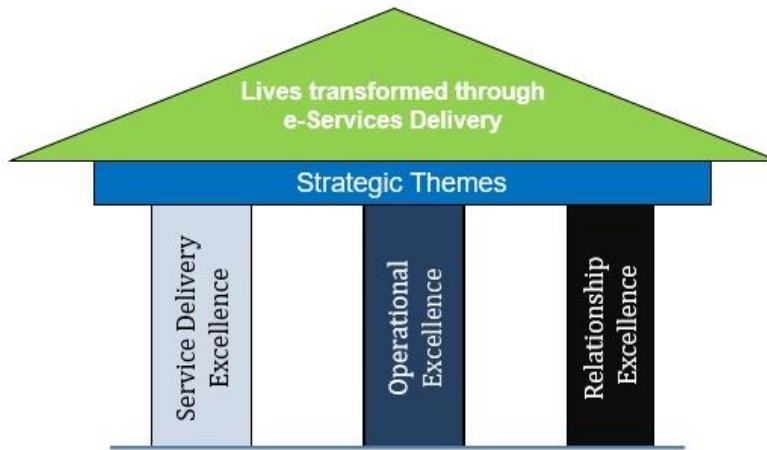 Lives transformed through
e-Services Delivery
Strategic Themes
Service Delivery
Excellence
Operational
Excellence
Relationship
Excellence